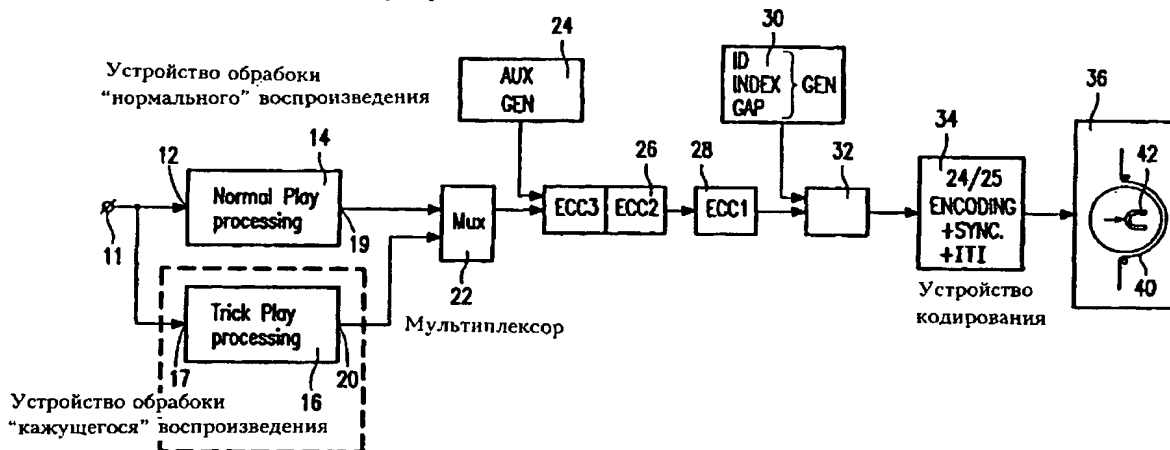 24
30
Устройство обрабоки
“нормального” воспроизведения
AUX
GEN
ID
INDEX
GAP
GEN
36
34
12
14
26
28
32
42
Normal Play
processing
Mux
ECC3
ECC2
ECC1
24/25
ENCODING
+SYNC.
+ITI
11
19
22
40
Trick Play
processing
Мультиплексор
Устройство
кодирования
17
16
20
Устройство обрабоки
“кажущегося” воспроизведения